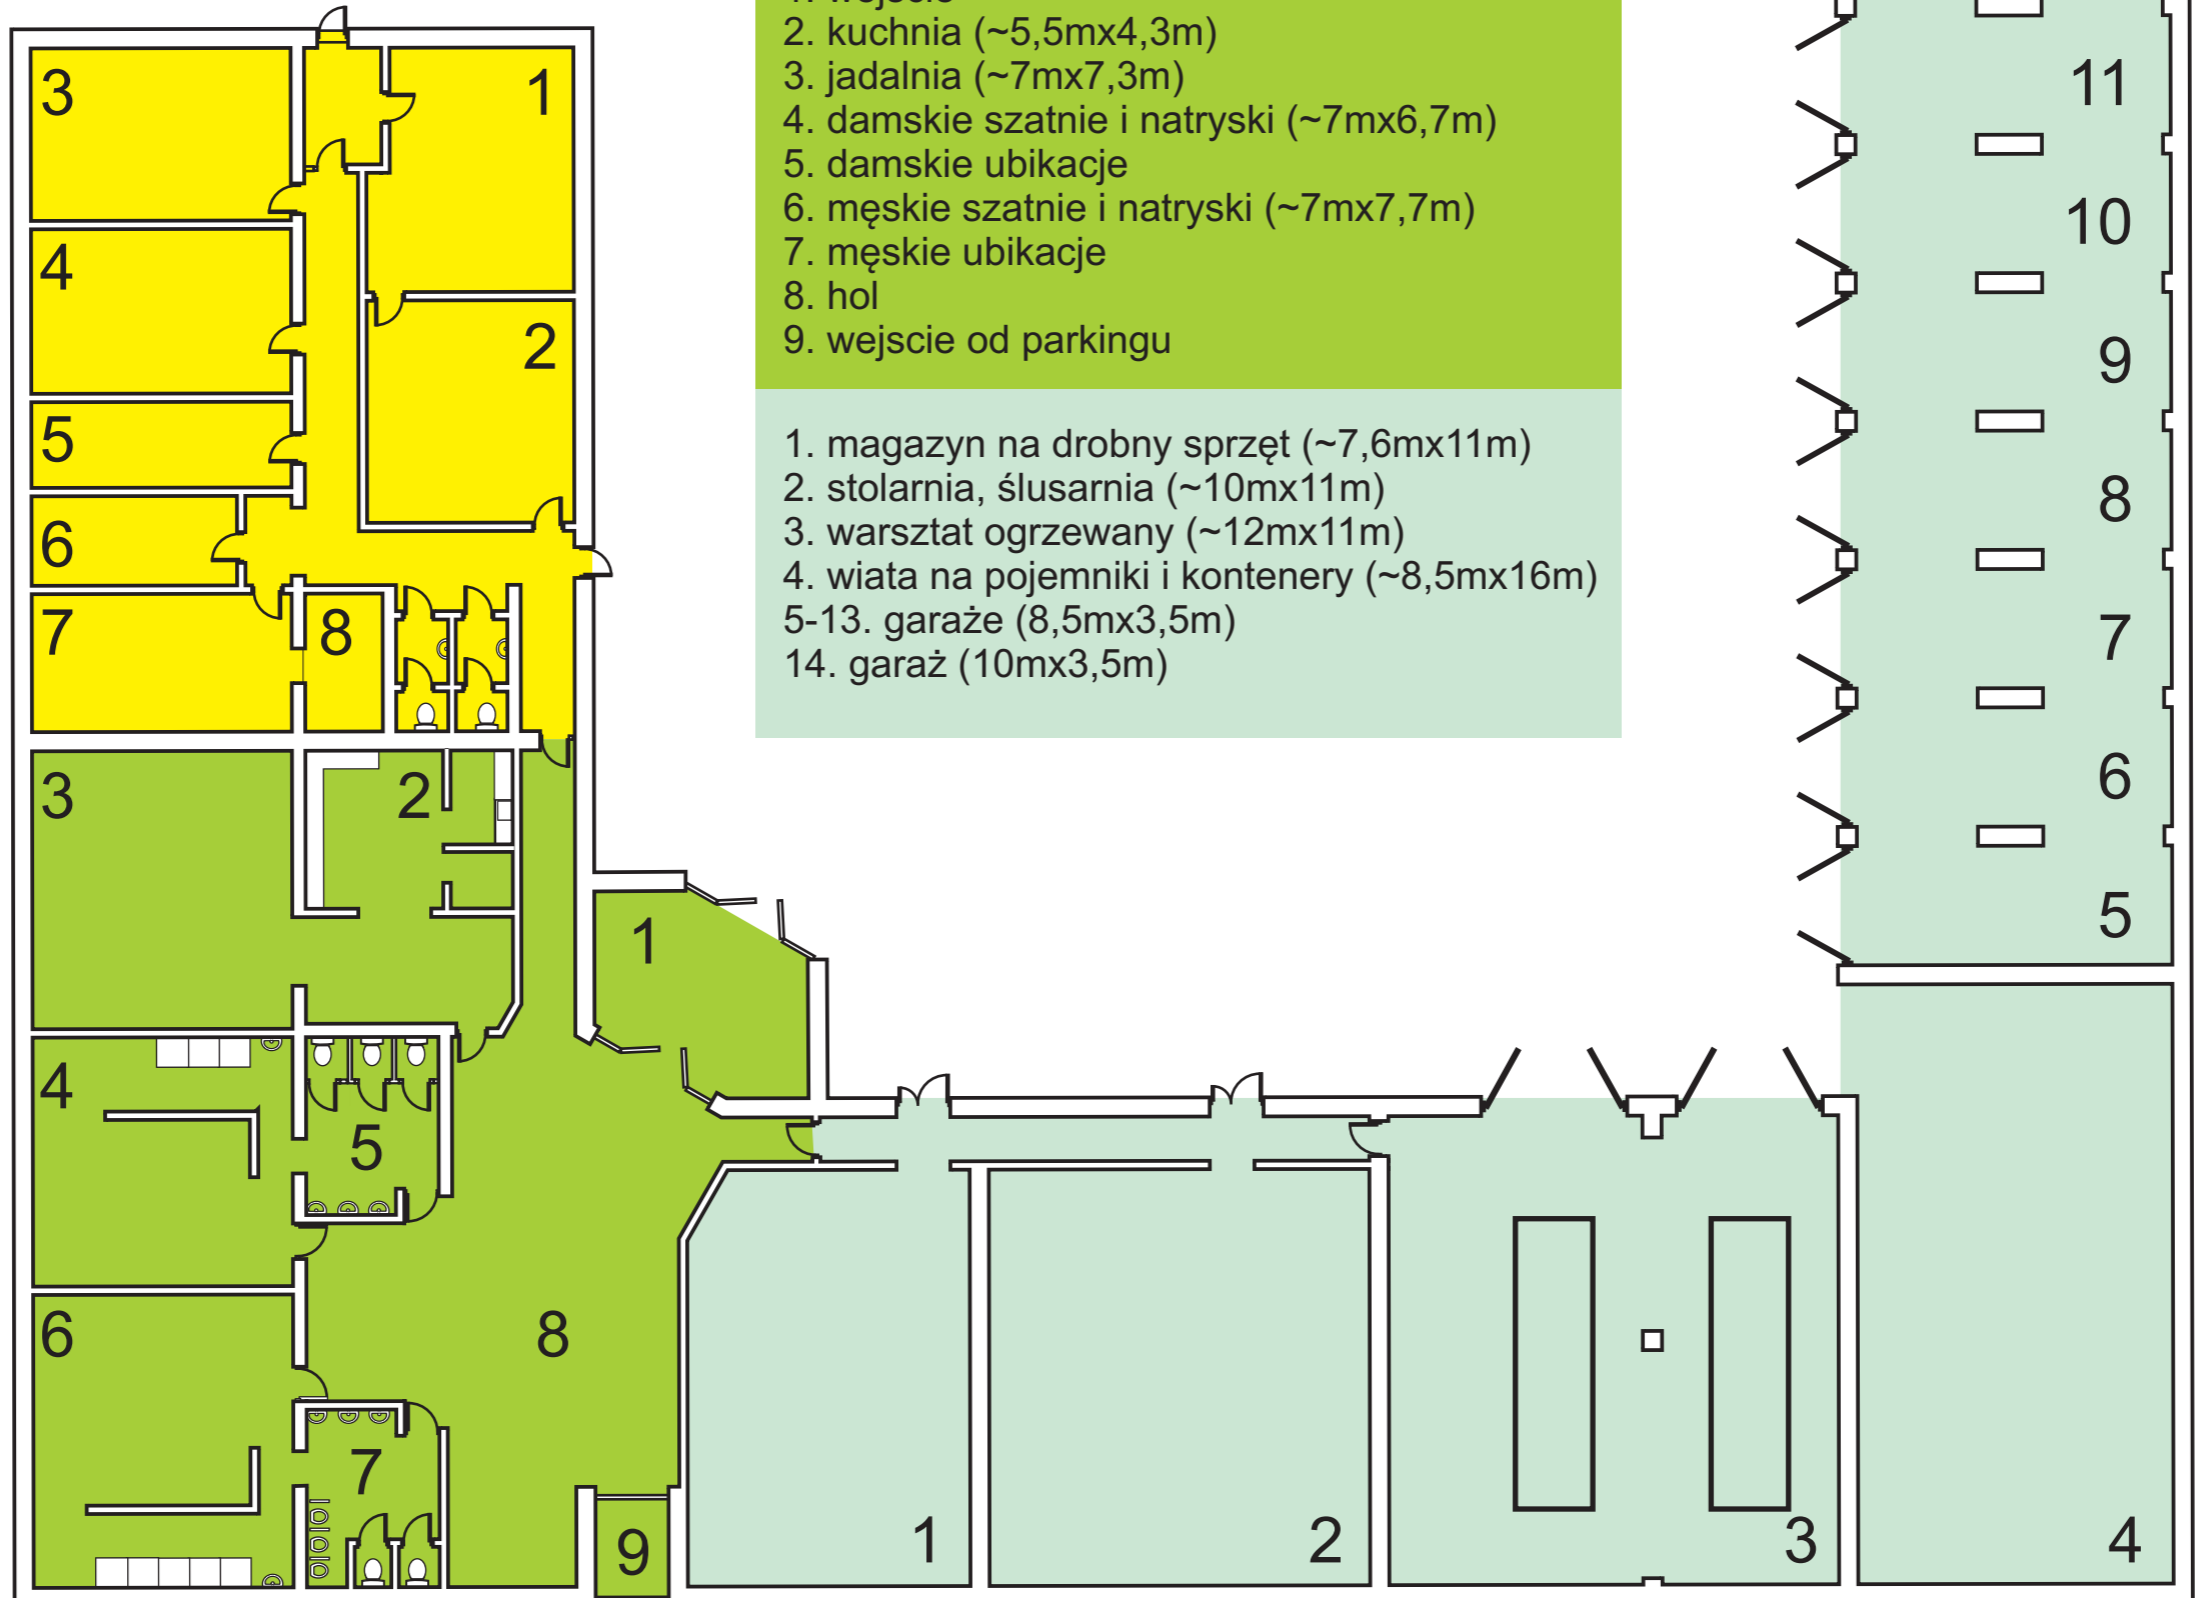 2. kuchnia (~5,5mx4,3m)
3. jadalnia (~7mx7,3m)
4. damskie szatnie i natryski (~7mx6,7m)
5. damskie ubikacje
6. męskie szatnie i natryski (~7mx7,7m)
7. męskie ubikacje
8. hol
9. wejscie od parkingu
1. magazyn na drobny sprzęt (~7,6mx11m)
2. stolarnia, ślusarnia (~10mx11m)
3. warsztat ogrzewany (~12mx11m)
4. wiata na pojemniki i kontenery (~8,5mx16m)
5-13. garaże (8,5mx3,5m)
14. garaż (10mx3,5m)
3
1
4
2
5
6
7
8
3
2
1
4
5
6
8
7
9
1
2
3
4
11
10
9
8
7
6
5